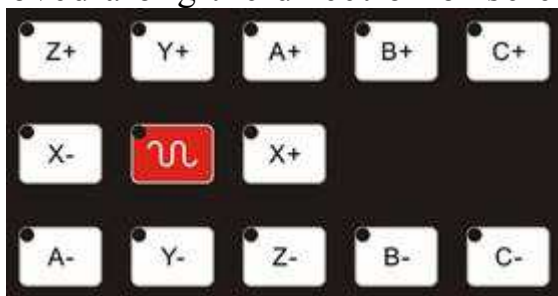 Z+ Y+ A+ B+ C+
X- X+
A- Y- Z- B- C-